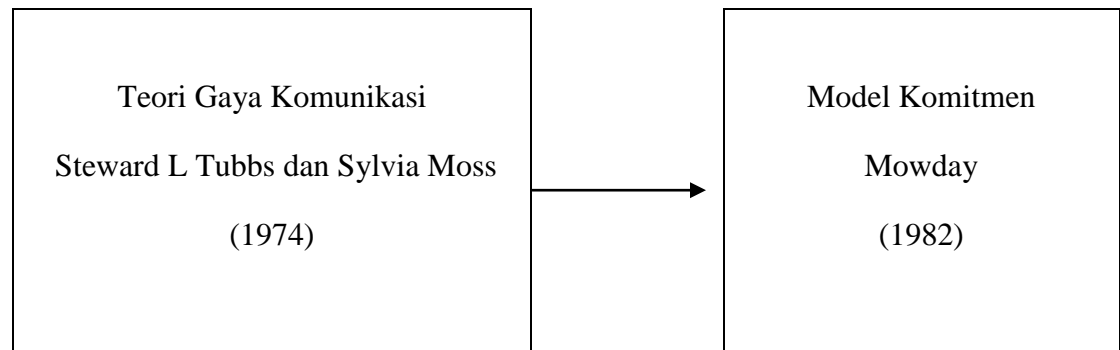 Teori Gaya Komunikasi
Steward L Tubbs dan Sylvia Moss
(1974)
Model Komitmen
Mowday
(1982)